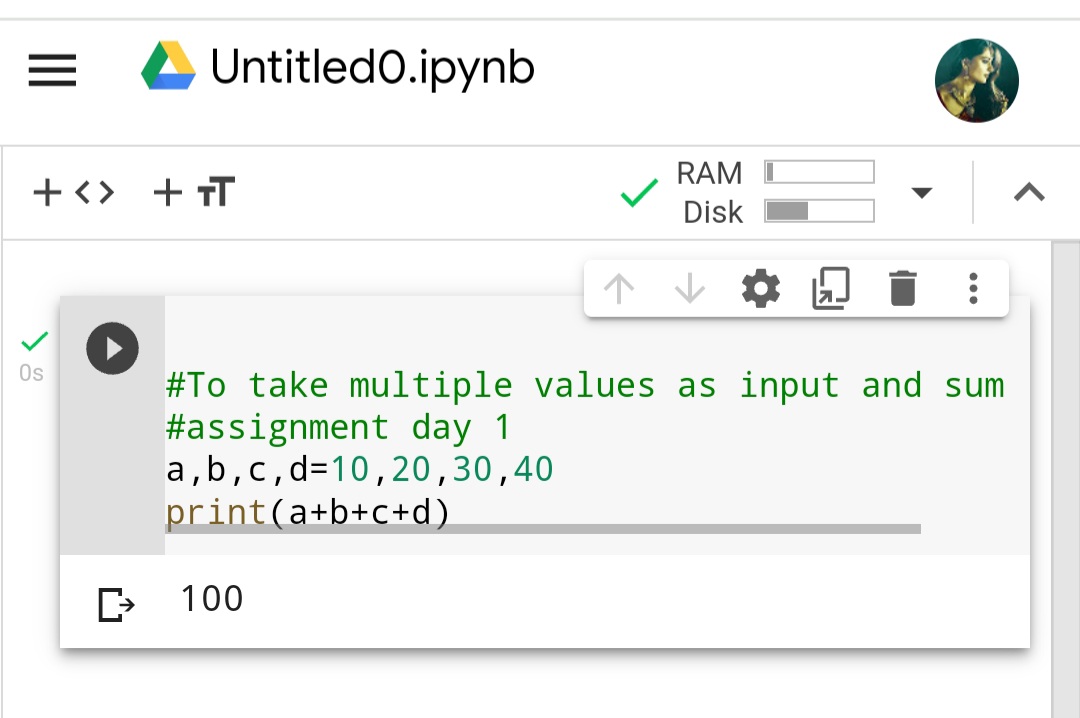 Untitled0.ipynb
RAM
Disk
0s
#To take multiple values as input and sum
#assignment day 1
a,b,c,d=10,20,30,40
print(a+b+c+d)
100